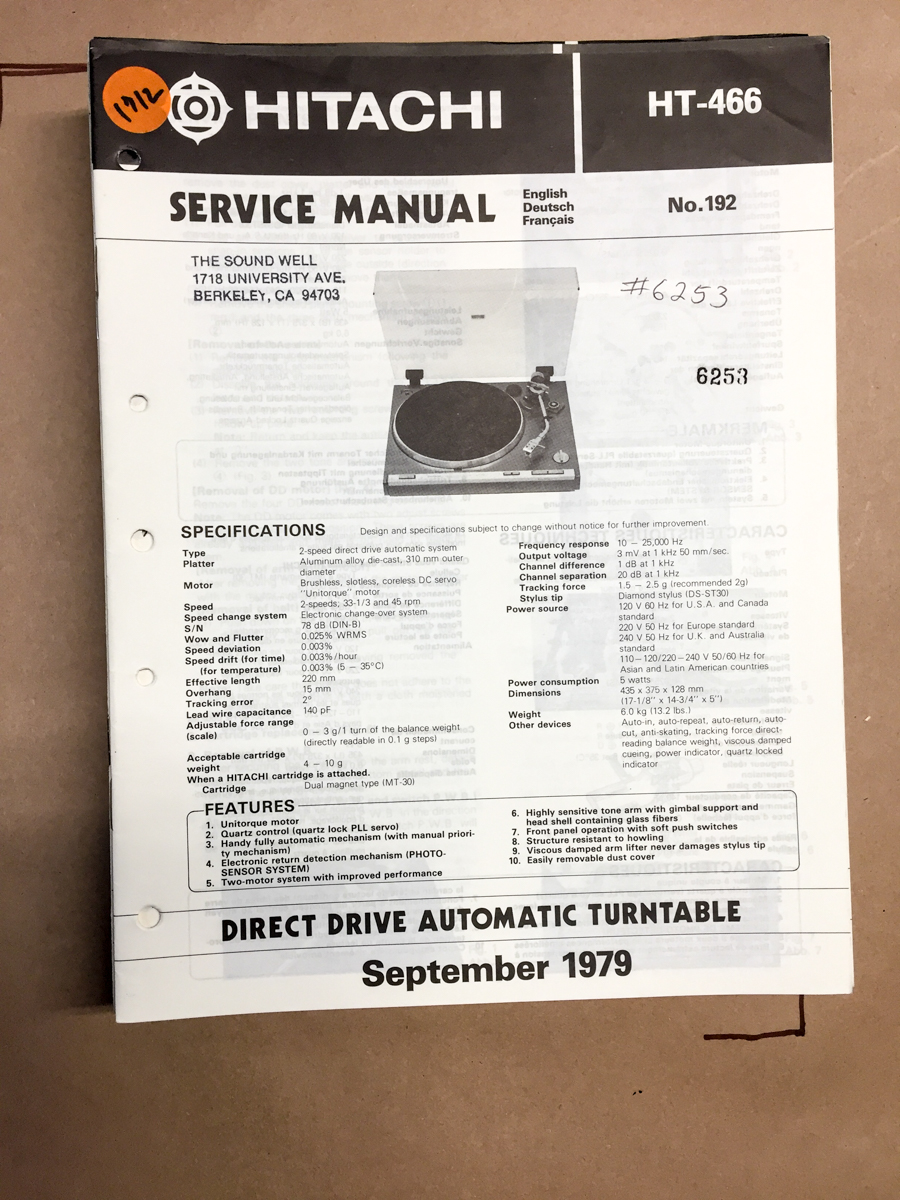 1712
HITACHI
HT-466
SERVICE MANUAL
English
Deutsch
Français
No.192
THE SOUND WELL
1718 UNIVERSITY AVE.
BERKELEY, CA 94703
#6253
6253
SPECIFICATIONS
Design and specifications subject to change without notice for further improvement.
Type 2-speed direct drive automatic system
Platter Aluminum alloy die-cast, 310 mm outer
diameter
Motor Brushless, slotless, coreless DC servo
"Unitorque" motor
Speed 2-speeds; 33-1/3 and 45 rpm
Speed change system Electronic change-over system
S/N 78 dB (DIN-B)
Wow and Flutter 0.025% WRMS
Speed deviation 0.003%
Speed drift (for time) 0.003%/hour
(for temperature) 0.003% (5 – 35°C)
Effective length 220 mm
Overhang 15 mm
Tracking error 2°
Lead wire capacitance 140 pF
Adjustable force range
(scale) 0 – 3 g/1 turn of the balance weight
(directly readable in 0.1 g steps)
Acceptable cartridge
weight 4 – 10 g
When a HITACHI cartridge is attached.
Cartridge Dual magnet type (MT-30)
Frequency response 10 – 25,000 Hz
Output voltage 3 mV at 1 kHz 50 mm/sec.
Channel difference 1 dB at 1 kHz
Channel separation 20 dB at 1 kHz
Tracking force 1.5 – 2.5 g (recommended 2g)
Stylus tip Diamond stylus (DS-ST30)
Power source 120 V 60 Hz for U.S.A. and Canada
standard
220 V 50 Hz for Europe standard
240 V 50 Hz for U.K. and Australia
standard
110–120/220–240 V 50/60 Hz for
Asian and Latin American countries
Power consumption 5 watts
Dimensions 435 x 375 x 128 mm
(17-1/8" x 14-3/4" x 5")
Weight 6.0 kg (13.2 lbs.)
Other devices Auto-in, auto-repeat, auto-return, auto-
cut, anti-skating, tracking force direct-
reading balance weight, viscous damped
cueing, power indicator, quartz locked
indicator
FEATURES
1. Unitorque motor
2. Quartz control (quartz lock PLL servo)
3. Handy fully automatic mechanism (with manual priori-
ty mechanism)
4. Electronic return detection mechanism (PHOTO-
SENSOR SYSTEM)
5. Two-motor system with improved performance
6. Highly sensitive tone arm with gimbal support and
head shell containing glass fibers
7. Front panel operation with soft push switches
8. Structure resistant to howling
9. Viscous damped arm lifter never damages stylus tip
10. Easily removable dust cover
DIRECT DRIVE AUTOMATIC TURNTABLE
September 1979